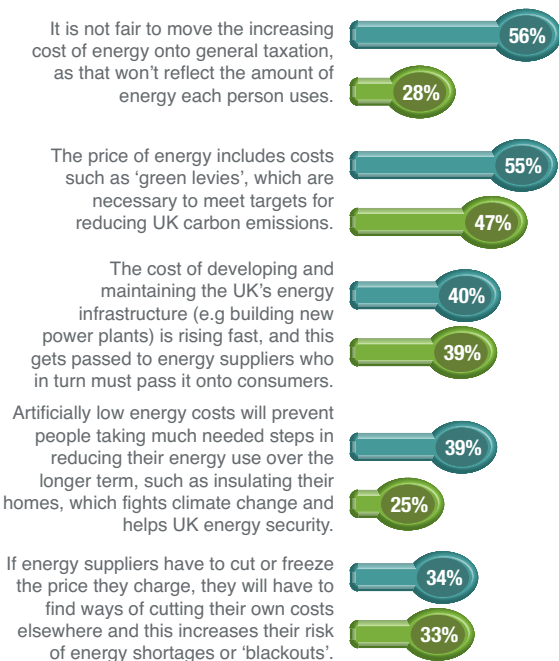 It is not fair to move the increasing
cost of energy onto general taxation,
as that won’t reflect the amount of
energy each person uses.
56%
28%
The price of energy includes costs
such as ‘green levies’, which are
necessary to meet targets for
reducing UK carbon emissions.
55%
47%
The cost of developing and
maintaining the UK’s energy
infrastructure (e.g building new
power plants) is rising fast, and this
gets passed to energy suppliers who
in turn must pass it onto consumers.
40%
39%
Artificially low energy costs will prevent
people taking much needed steps in
reducing their energy use over the
longer term, such as insulating their
homes, which fights climate change and
helps UK energy security.
39%
25%
If energy suppliers have to cut or freeze
the price they charge, they will have to
find ways of cutting their own costs
elsewhere and this increases their risk
of energy shortages or ‘blackouts’.
34%
33%